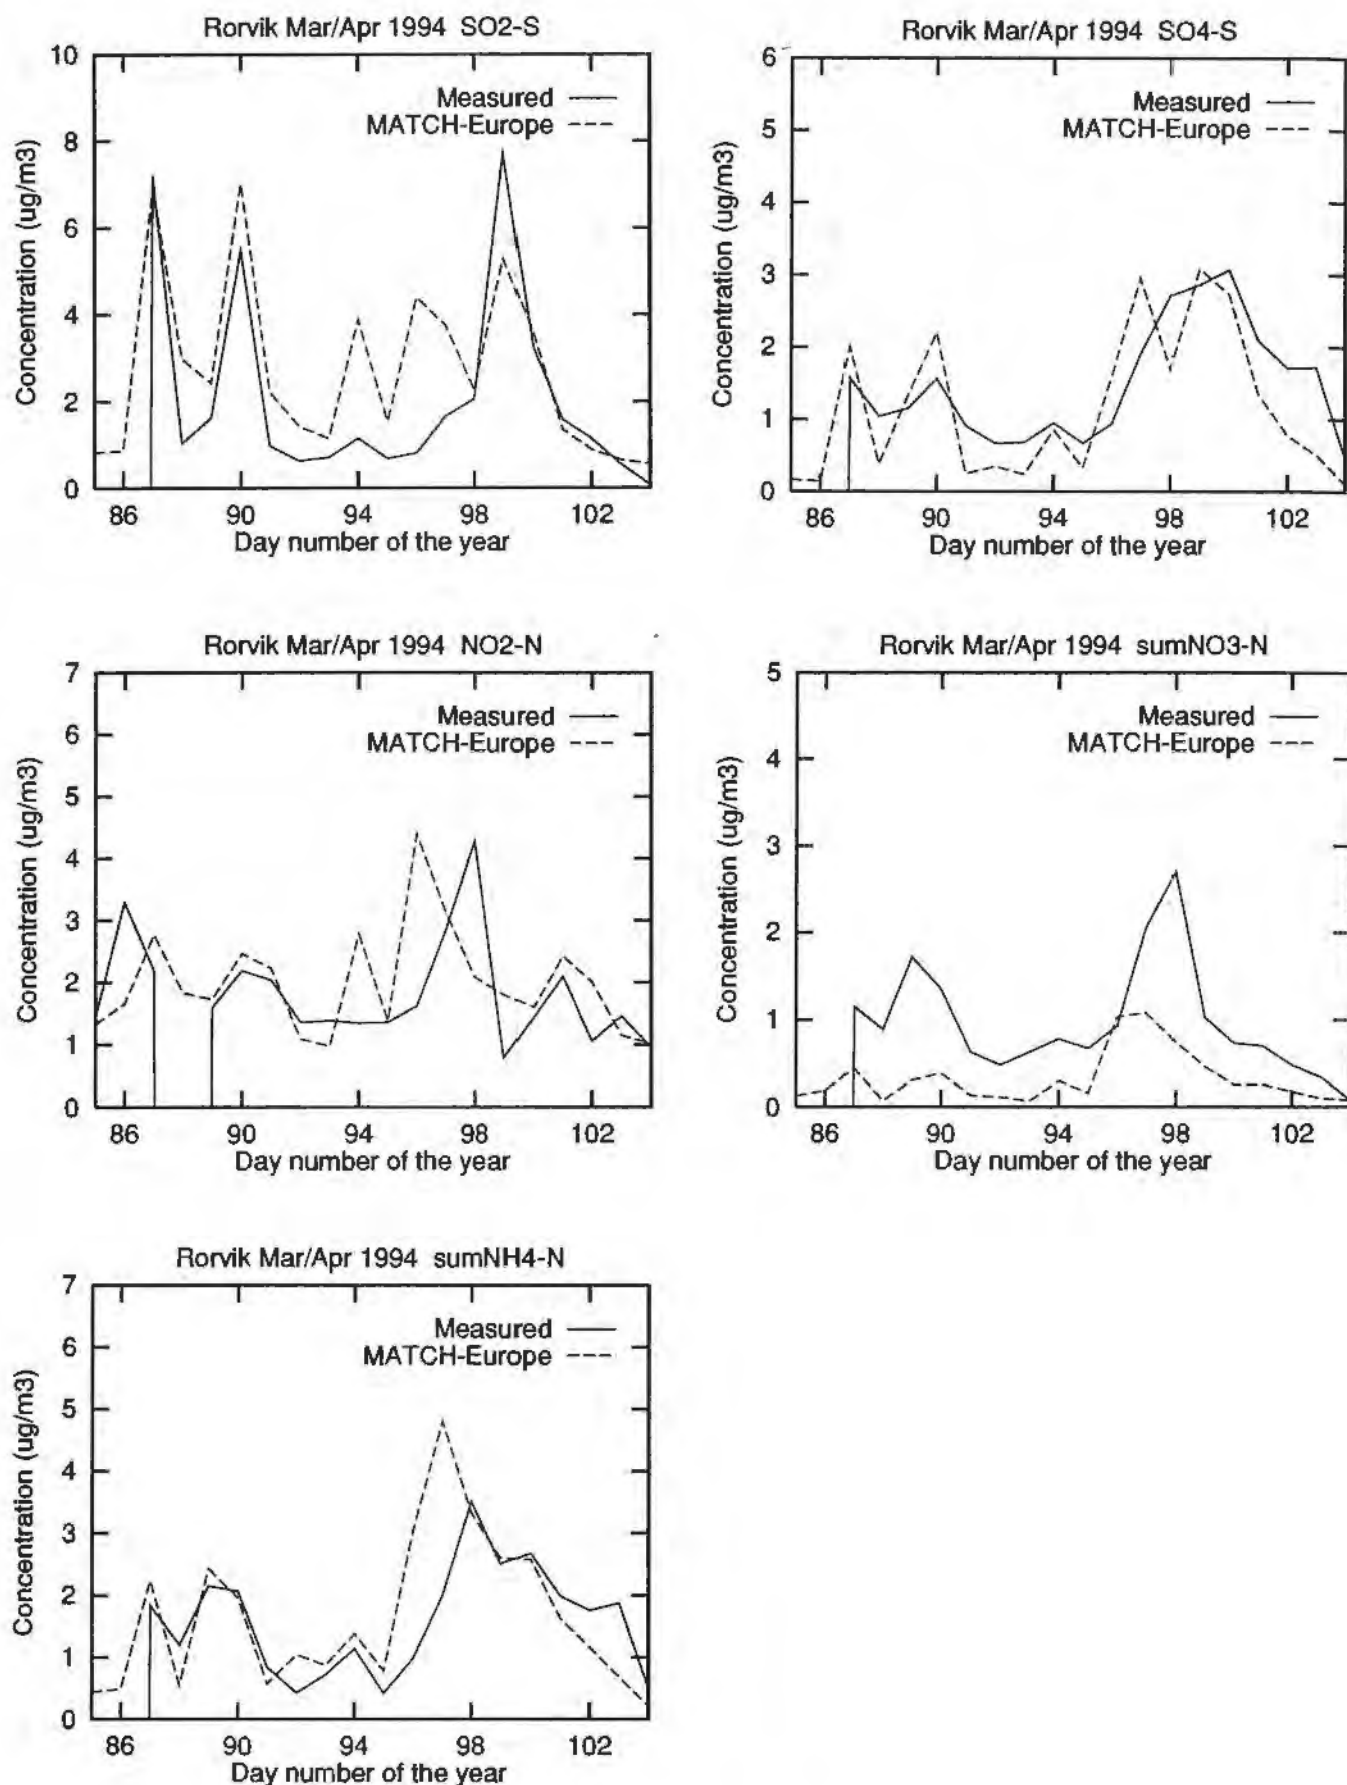 Rorvik Mar/Apr 1994 SO2-S
10
8
6
4
2
0
Concentration (ug/m3)
Measured
MATCH-Europe
86 90 94 98 102
Day number of the year
Rorvik Mar/Apr 1994 SO4-S
6
5
4
3
2
1
0
Concentration (ug/m3)
Measured
MATCH-Europe
86 90 94 98 102
Day number of the year
Rorvik Mar/Apr 1994 NO2-N
7
6
5
4
3
2
1
0
Concentration (ug/m3)
Measured
MATCH-Europe
86 90 94 98 102
Day number of the year
Rorvik Mar/Apr 1994 sumNO3-N
5
4
3
2
1
0
Concentration (ug/m3)
Measured
MATCH-Europe
86 90 94 98 102
Day number of the year
Rorvik Mar/Apr 1994 sumNH4-N
7
6
5
4
3
2
1
0
Concentration (ug/m3)
Measured
MATCH-Europe
86 90 94 98 102
Day number of the year